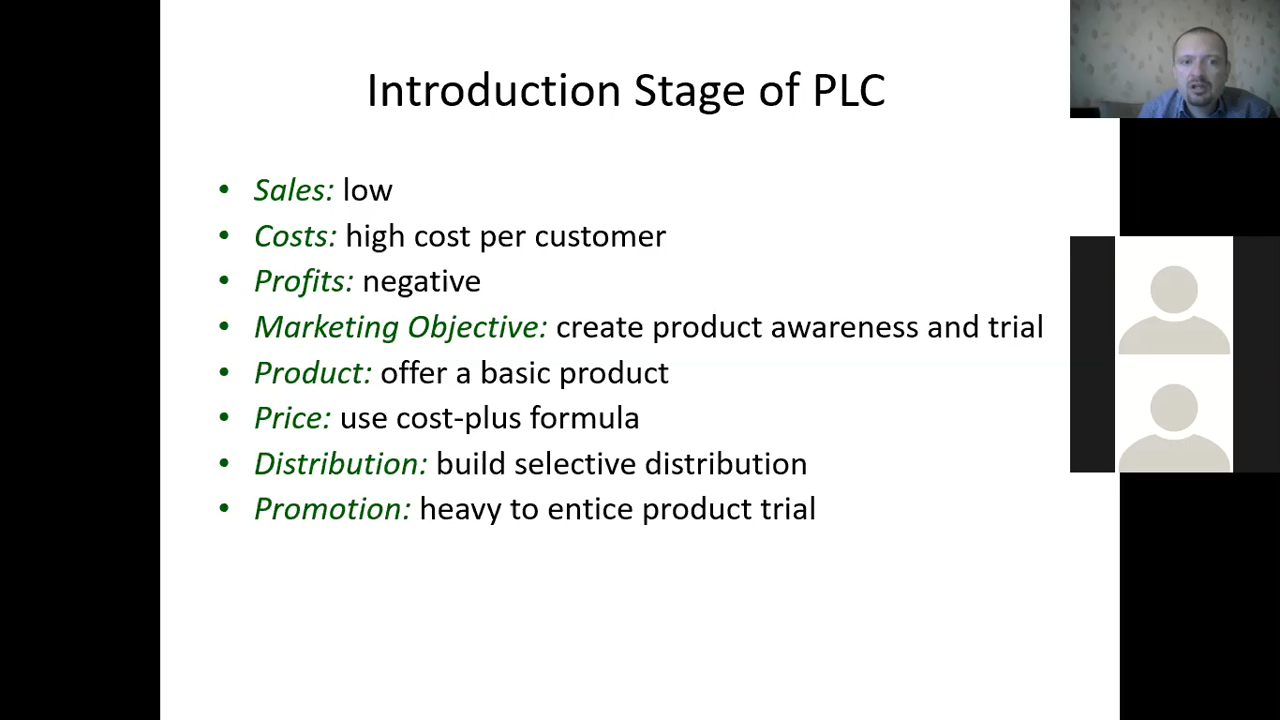 Introduction Stage of PLC
• Sales: low
• Costs: high cost per customer
• Profits: negative
• Marketing Objective: create product awareness and trial
• Product: offer a basic product
• Price: use cost-plus formula
• Distribution: build selective distribution
• Promotion: heavy to entice product trial